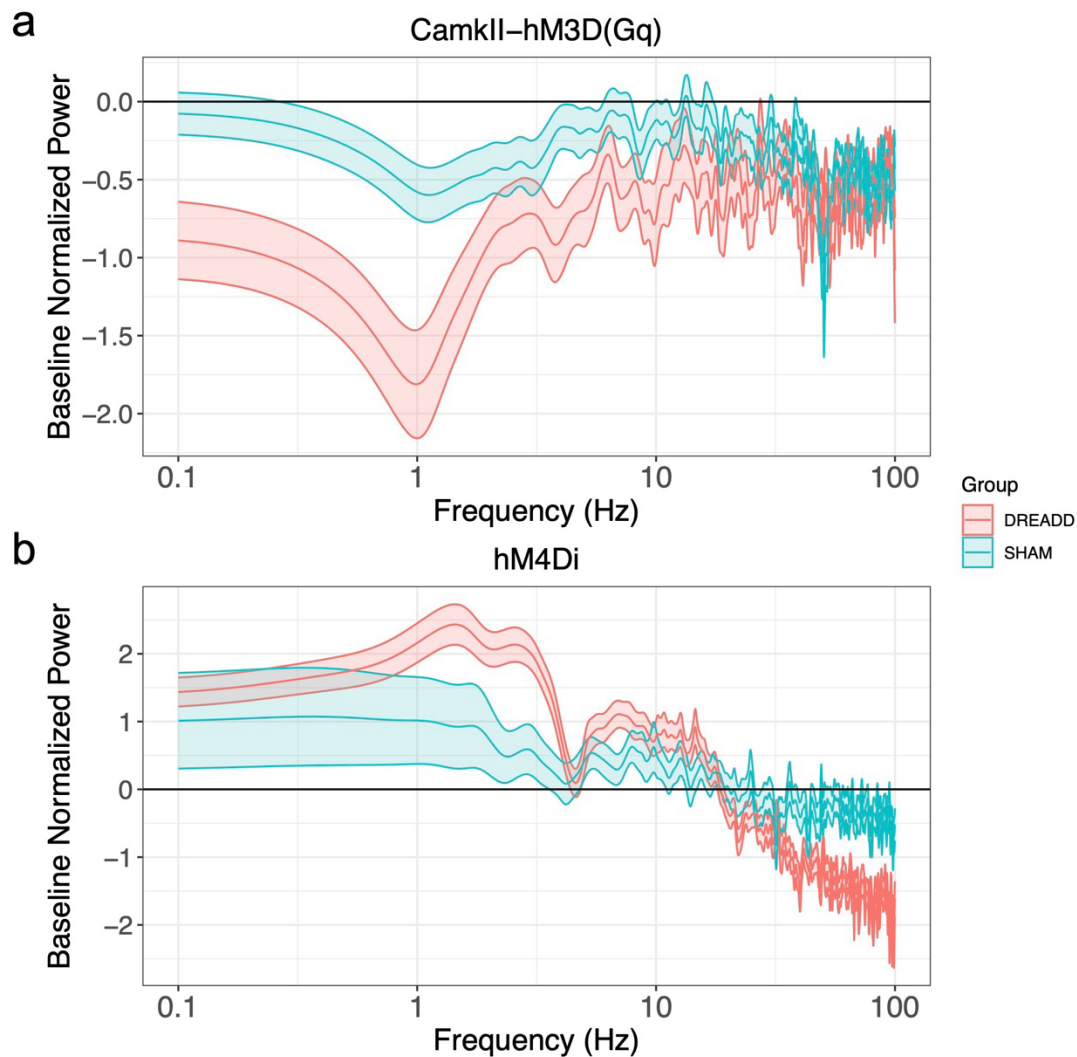 a
CamkII−hM3D(Gq)
Baseline Normalized Power
0.0
−0.5
−1.0
−1.5
−2.0
0.1 1 10 100
Frequency (Hz)
Group
DREADD
SHAM
b
hM4Di
Baseline Normalized Power
2
1
0
−1
−2
0.1 1 10 100
Frequency (Hz)